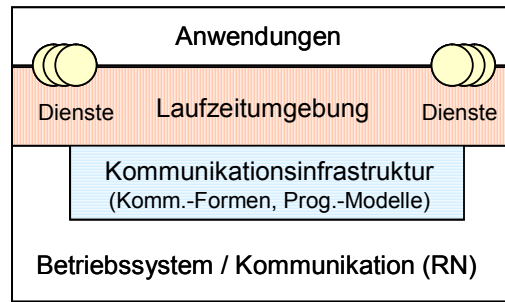 Anwendungen
Dienste Laufzeitumgebung Dienste
Kommunikationsinfrastruktur
(Komm.-Formen, Prog.-Modelle)
Betriebssystem / Kommunikation (RN)